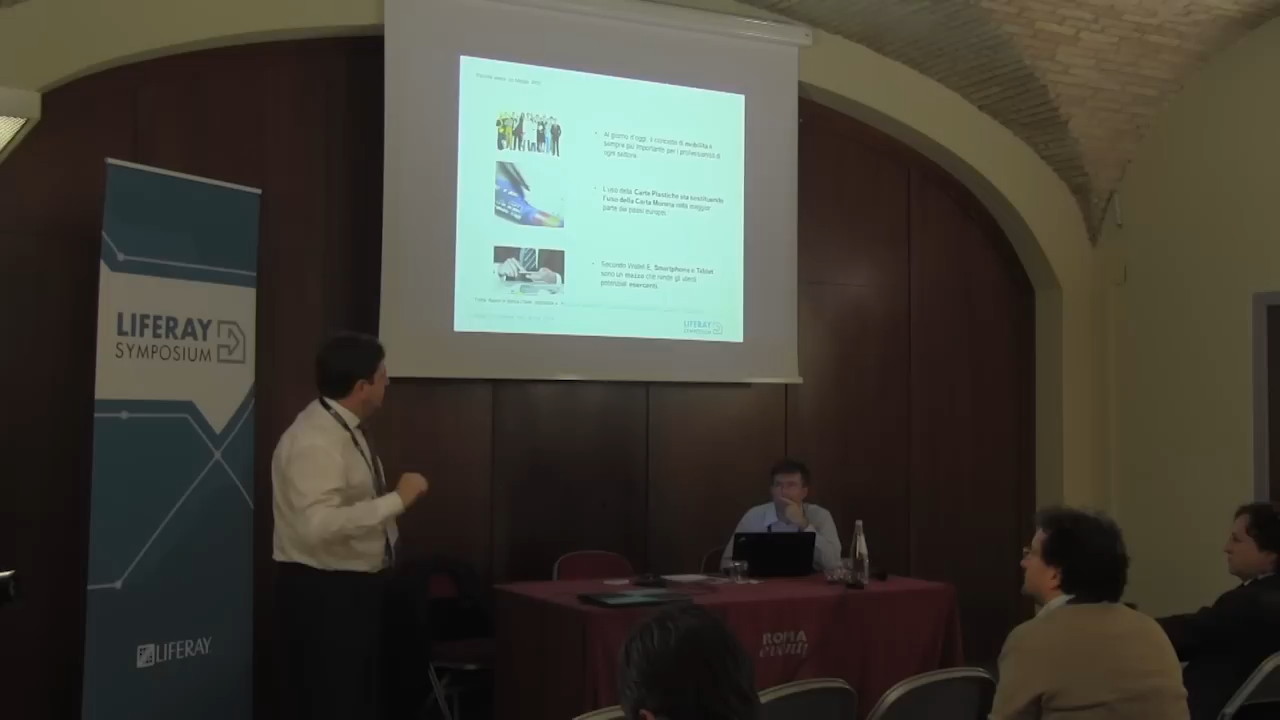 Al giorno d'oggi, il concetto di mobilità è
sempre più importante per i professionisti di
ogni settore.
L'uso della Carta Plastica sta sostituendo
l'uso della Carta Moneta nella maggior
parte dei paesi europei.
Smartphone e Tablet
sono un mezzo che rende gli utenti
potenziali esercenti.
LIFERAY
SYMPOSIUM
LIFERAY
SYMPOSIUM
LIFERAY
ROMA
eventi